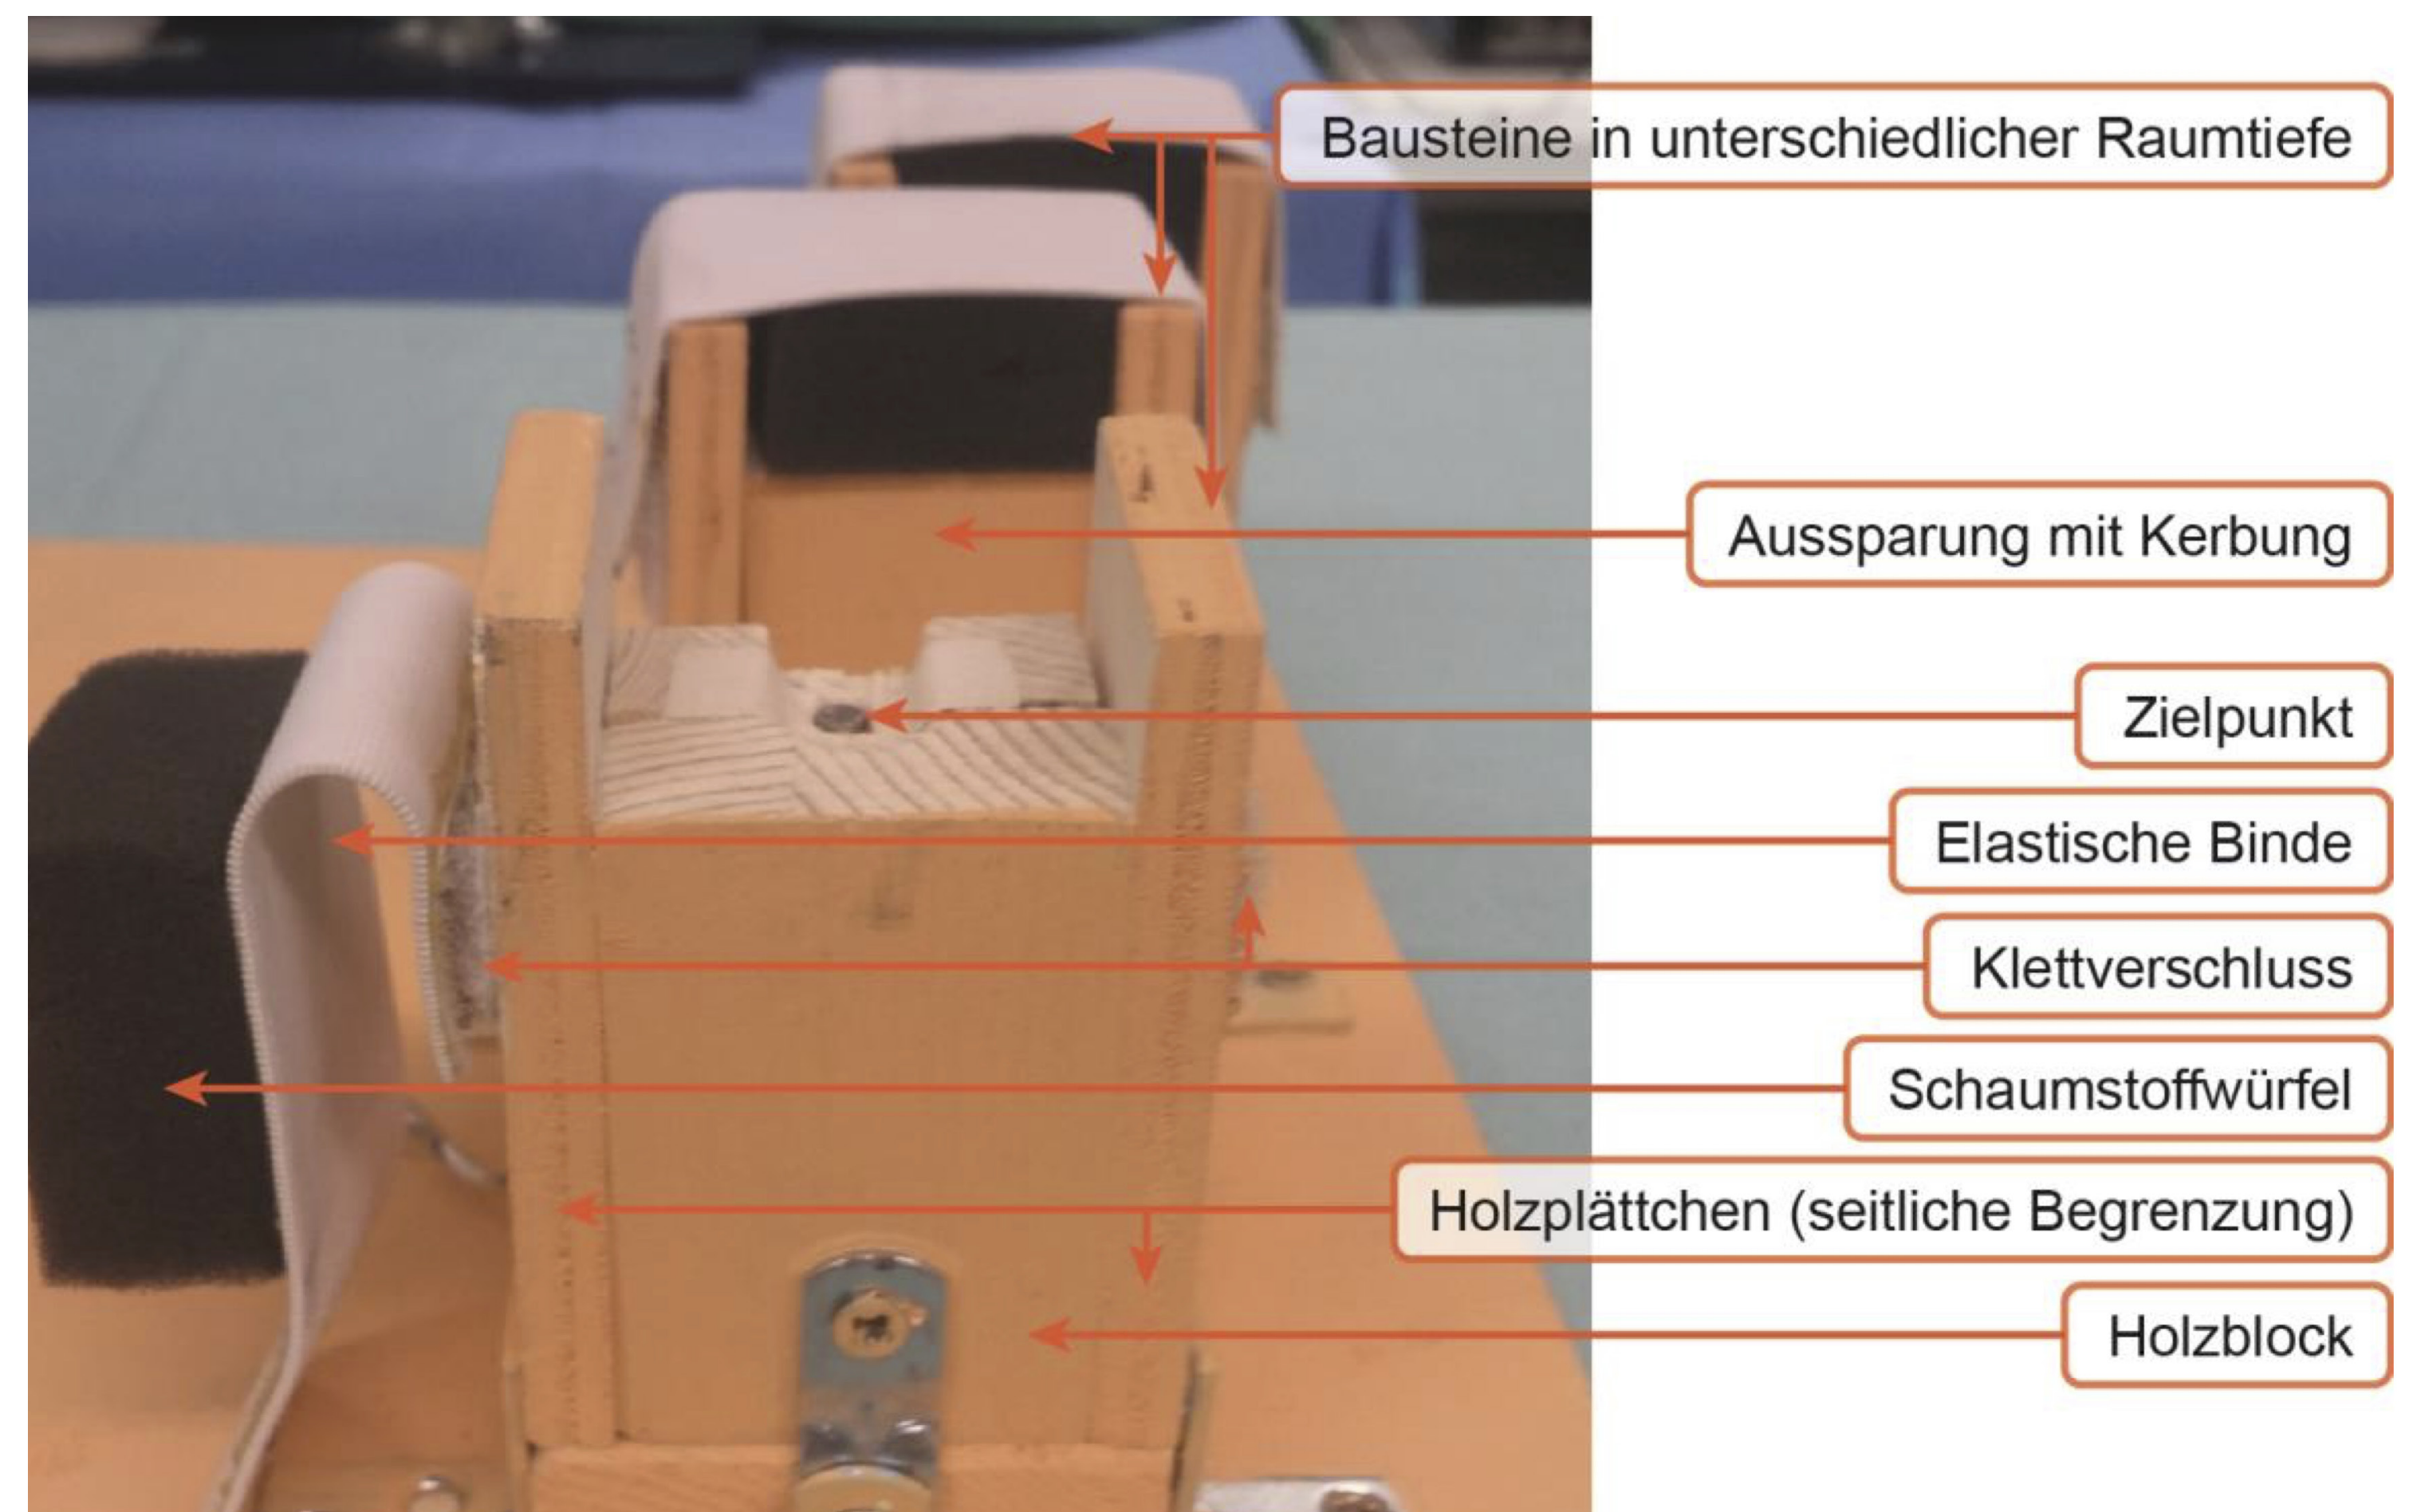 Bausteine in unterschiedlicher Raumtiefe
Aussparung mit Kerbung
Zielpunkt
Elastische Binde
Klettverschluss
Schaumstoffwürfel
Holzplättchen (seitliche Begrenzung)
Holzblock